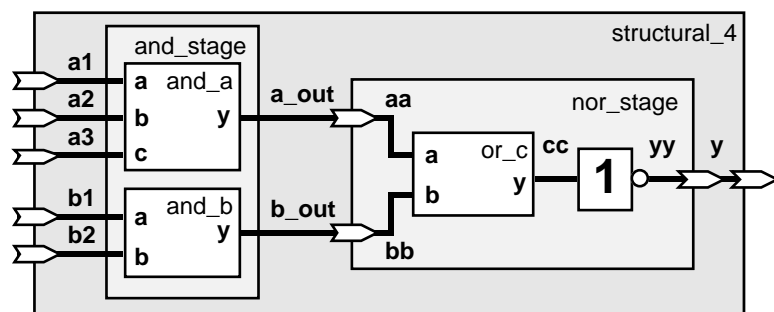 structural_4
and_stage
a1
a and_a
a_out
aa
nor_stage
a2
b
y
a3
c
a
or_c
cc
yy
y
b
y
1
b1
a
and_b
b_out
y
b2
b
bb